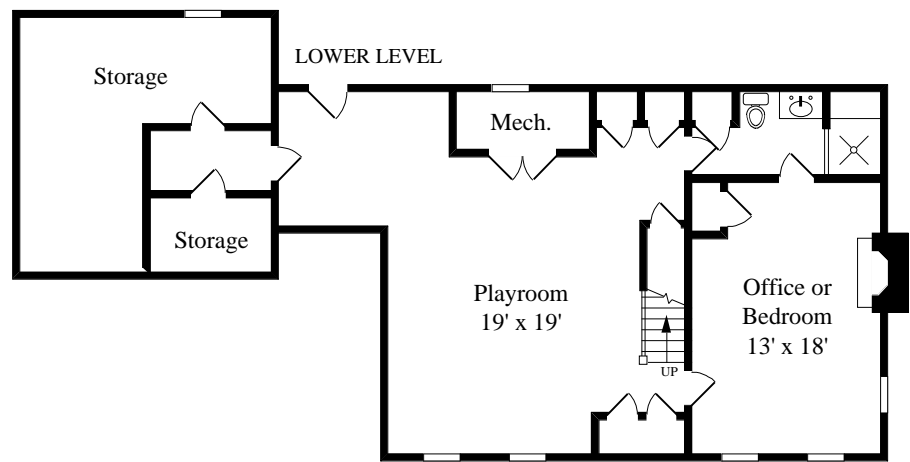 LOWER LEVEL
Storage
Mech.
Storage
Playroom
19' x 19'
Office or
Bedroom
13' x 18'
UP